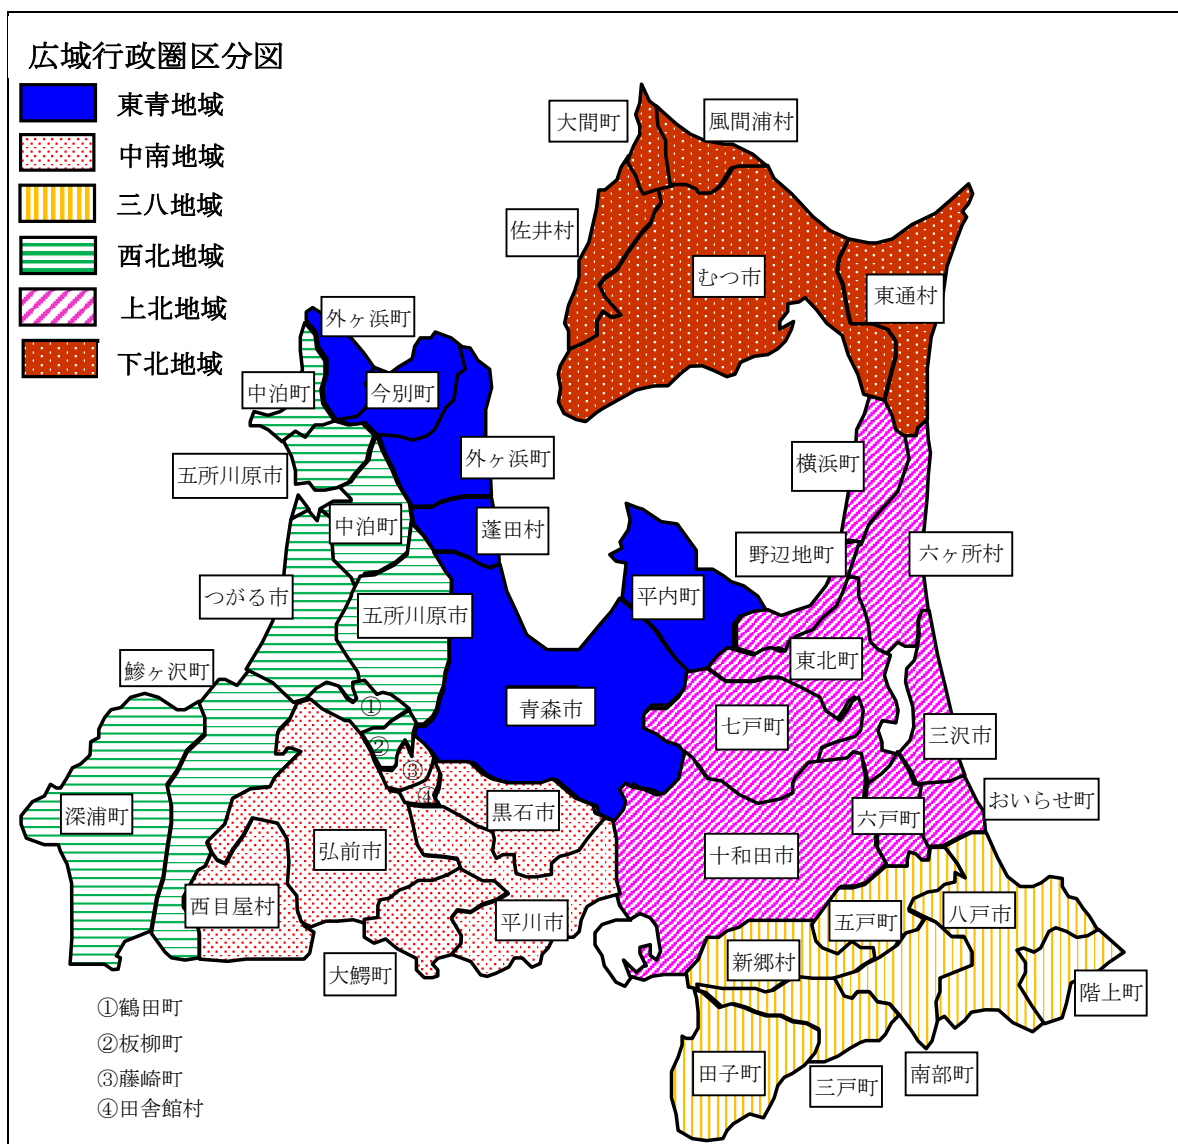 広域行政圏区分図
東青地域
中南地域
三八地域
西北地域
上北地域
下北地域
大間町
風間浦村
佐井村
むつ市
東通村
外ヶ浜町
中泊町
今別町
外ヶ浜町
横浜町
五所川原市
中泊町
蓬田村
野辺地町
六ヶ所村
つがる市
五所川原市
平内町
鰺ヶ沢町
東北町
①
青森市
七戸町
三沢市
②
③
④
深浦町
黒石市
六戸町
おいらせ町
弘前市
十和田市
西目屋村
平川市
五戸町
八戸市
大鰐町
新郷村
階上町
田子町
三戸町
南部町
①鶴田町
②板柳町
③藤崎町
④田舎館村